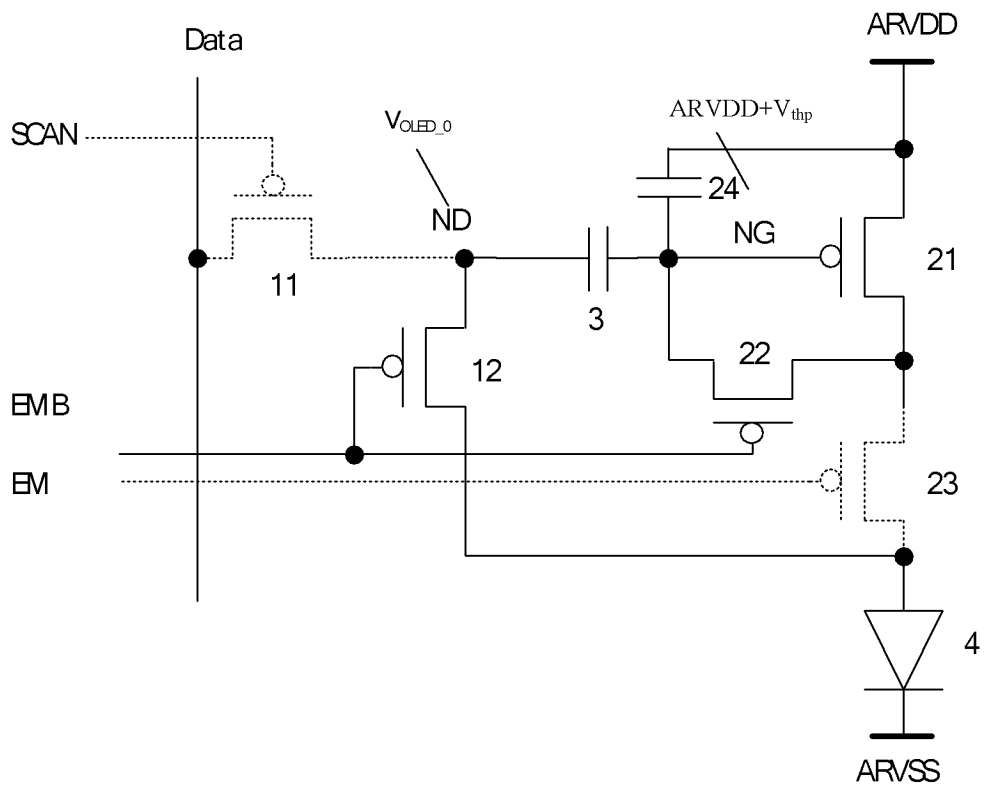 ARVDD
Data
SCAN
VOLED_0
ARVDD+Vthp
24
ND
NG
21
11
3
22
12
EMB
EM
23
4
ARVSS